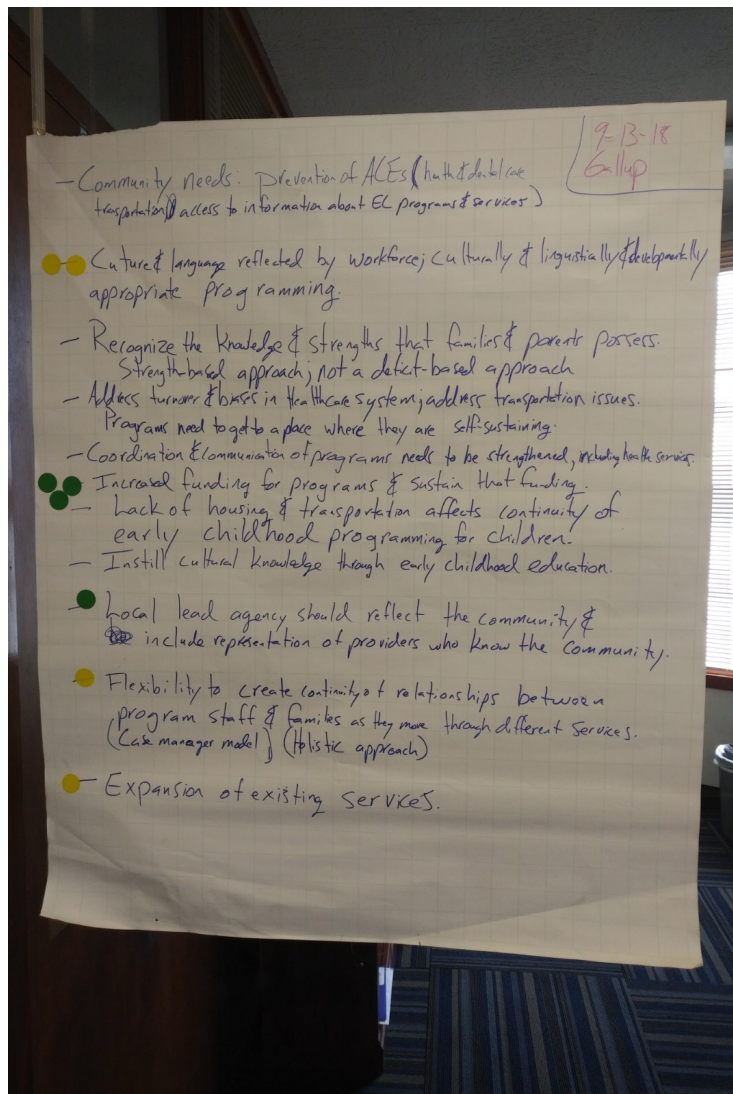 9-13-18
Gallup
- Community needs: prevention of ACEs (health & dental care
trasportation) access to information about EC programs & services)
- Cuture & language reflected by workforce; culturally & linguistically & developmentally
appropriate programming.
- Recognize the knowledge & strengths that families & parents possess.
Strength-based approach; not a deficit-based approach
- Address turnover & biases in Healthcare system; address transportation issues.
Programs need to get to a place where they are self-sustaining.
- Coordination & communication of programs needs to be strengthened, including health services.
- Increased funding for programs & sustain that funding.
- Lack of housing & transportation affects continuity of
early childhood programming for children.
- Instill cultural knowledge through early childhood education.
- Local lead agency should reflect the community &
include representation of providers who know the community.
- Flexibility to create continuity of relationships between
program staff & families as they move through different services.
(Case manager model) (Holistic approach)
- Expansion of existing services.